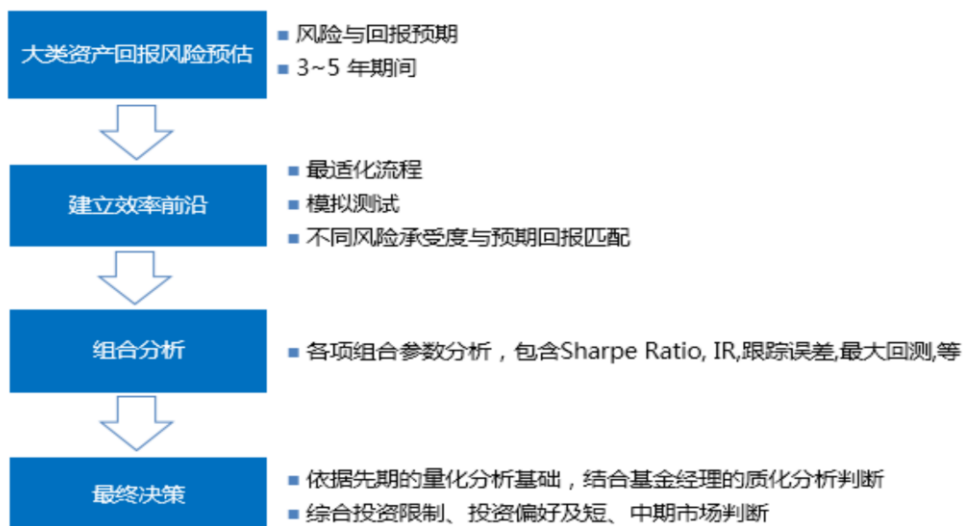 大类资产回报风险预估
风险与回报预期
3~5 年期间
建立效率前沿
最适化流程
模拟测试
不同风险承受度与预期回报匹配
组合分析
各项组合参数分析，包含Sharpe Ratio, IR,跟踪误差,最大回测,等
最终决策
依据先期的量化分析基础，结合基金经理的质化分析判断
综合投资限制、投资偏好及短、中期市场判断